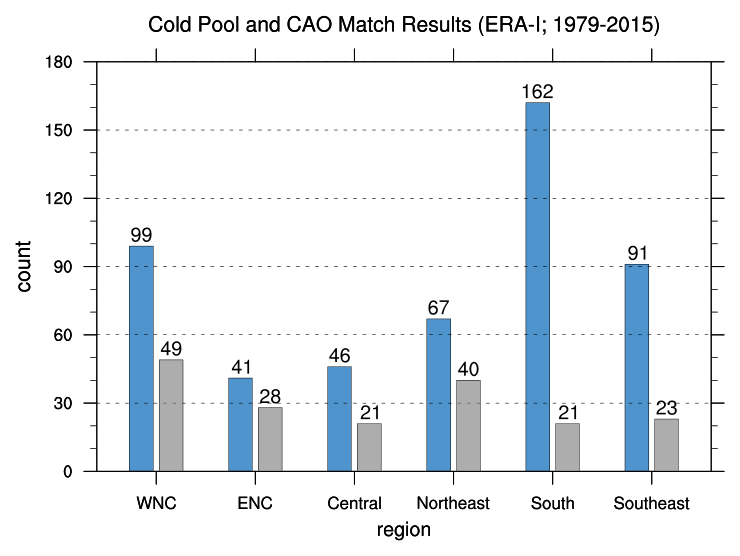 Cold Pool and CAO Match Results (ERA-I; 1979-2015)
180
150
120
90
60
30
0
count
99
49
41
28
46
21
67
40
162
21
91
23
WNC
ENC
Central
Northeast
South
Southeast
region